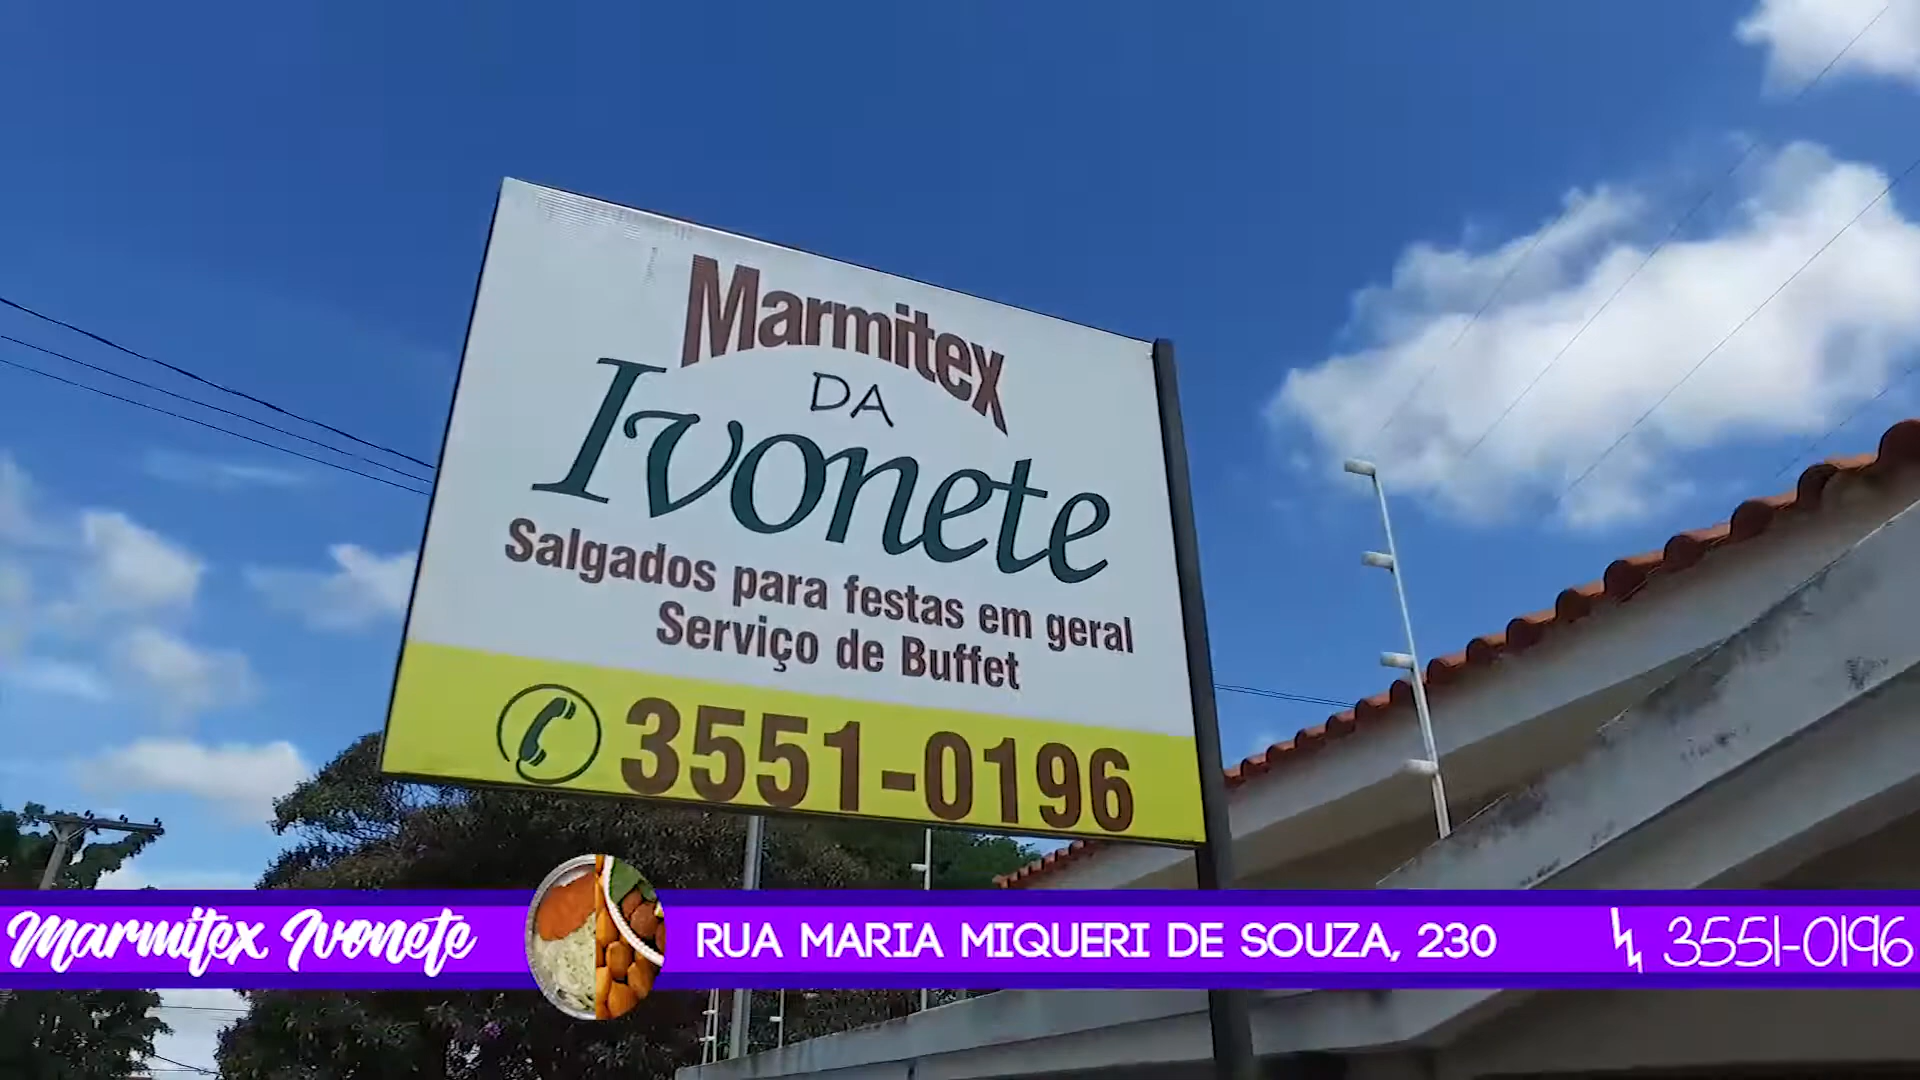 Marmitex
DA
Ivonete
Salgados para festas em geral
Serviço de Buffet
3551-0196
Marmitex Ivonete
RUA MARIA MIQUERI DE SOUZA, 230
3551-0196